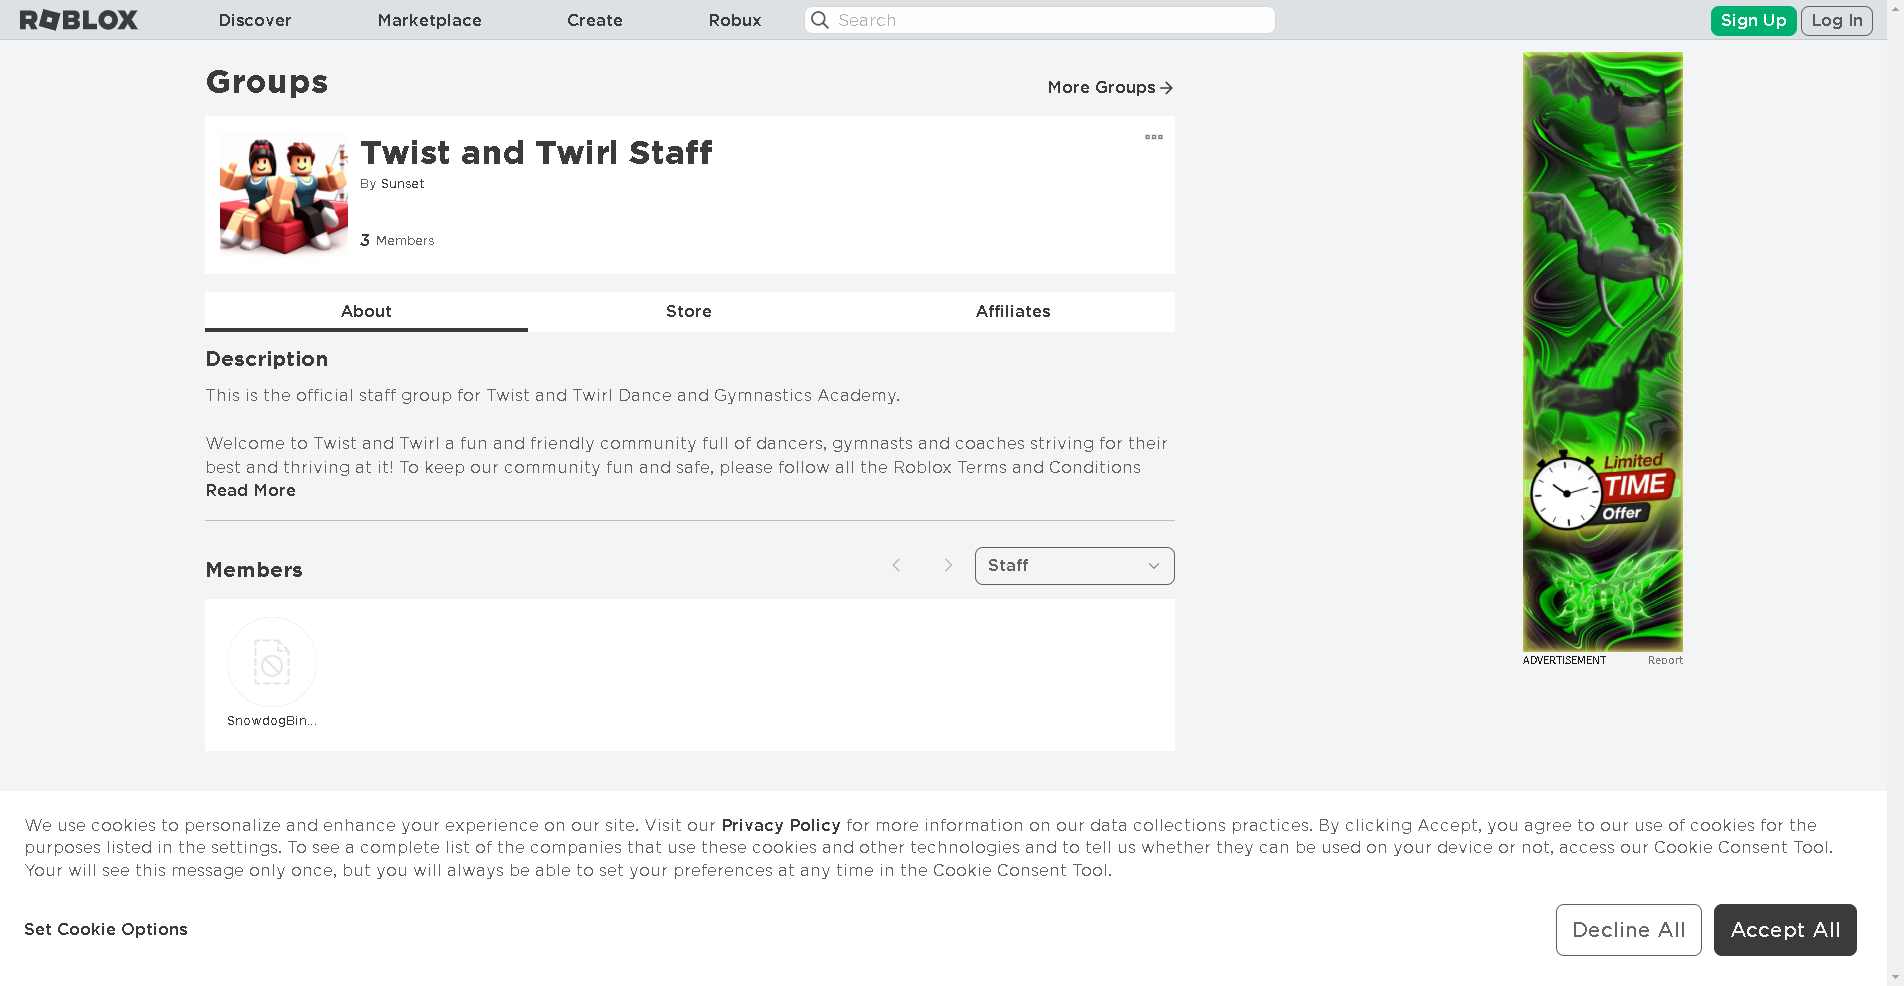 ROBLOX
Discover
Marketplace
Create
Robux
Search
Sign Up
Log In
Groups
More Groups
Twist and Twirl Staff
By Sunset
3 Members
About
Store
Affiliates
Description
This is the official staff group for Twist and Twirl Dance and Gymnastics Academy.
Welcome to Twist and Twirl a fun and friendly community full of dancers, gymnasts and coaches striving for their
best and thriving at it! To keep our community fun and safe, please follow all the Roblox Terms and Conditions
Read More
Members
Staff
SnowdogBin...
Limited
TIME
Offer
ADVERTISEMENT
Report
We use cookies to personalize and enhance your experience on our site. Visit our Privacy Policy for more information on our data collections practices. By clicking Accept, you agree to our use of cookies for the
purposes listed in the settings. To see a complete list of the companies that use these cookies and other technologies and to tell us whether they can be used on your device or not, access our Cookie Consent Tool.
Your will see this message only once, but you will always be able to set your preferences at any time in the Cookie Consent Tool.
Set Cookie Options
Decline All
Accept All